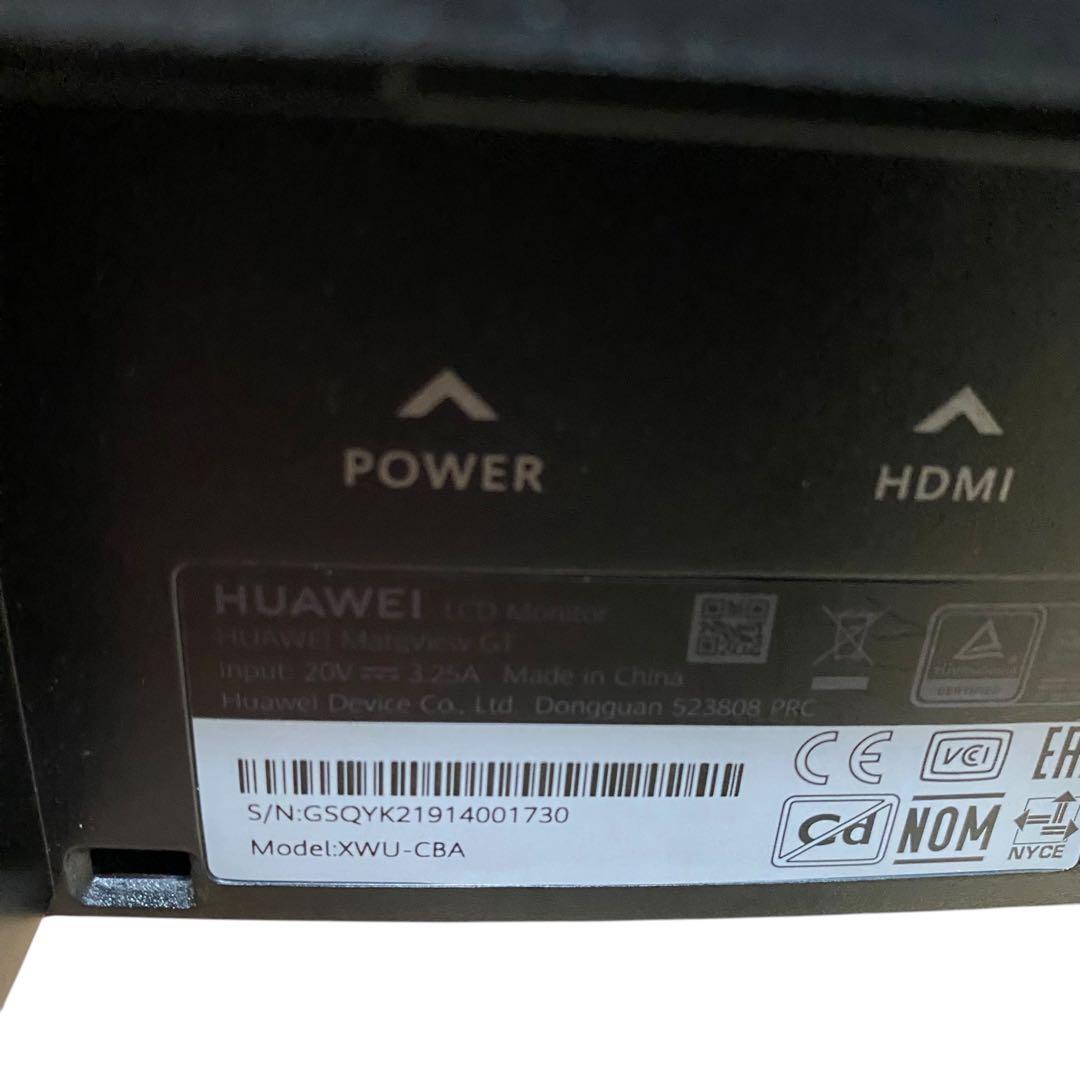 POWER
HDMI
HUAWEI LCD Monitor
HUAWEI MateView GT
Input: 20V ⎓ 3.25A Made in China
Huawei Device Co., Ltd Dongguan 523808 PRC
CERTIFIED
S/N:GSQYK21914001730
Model:XWU-CBA
CE
VCI
Cd
NOM
NYCE